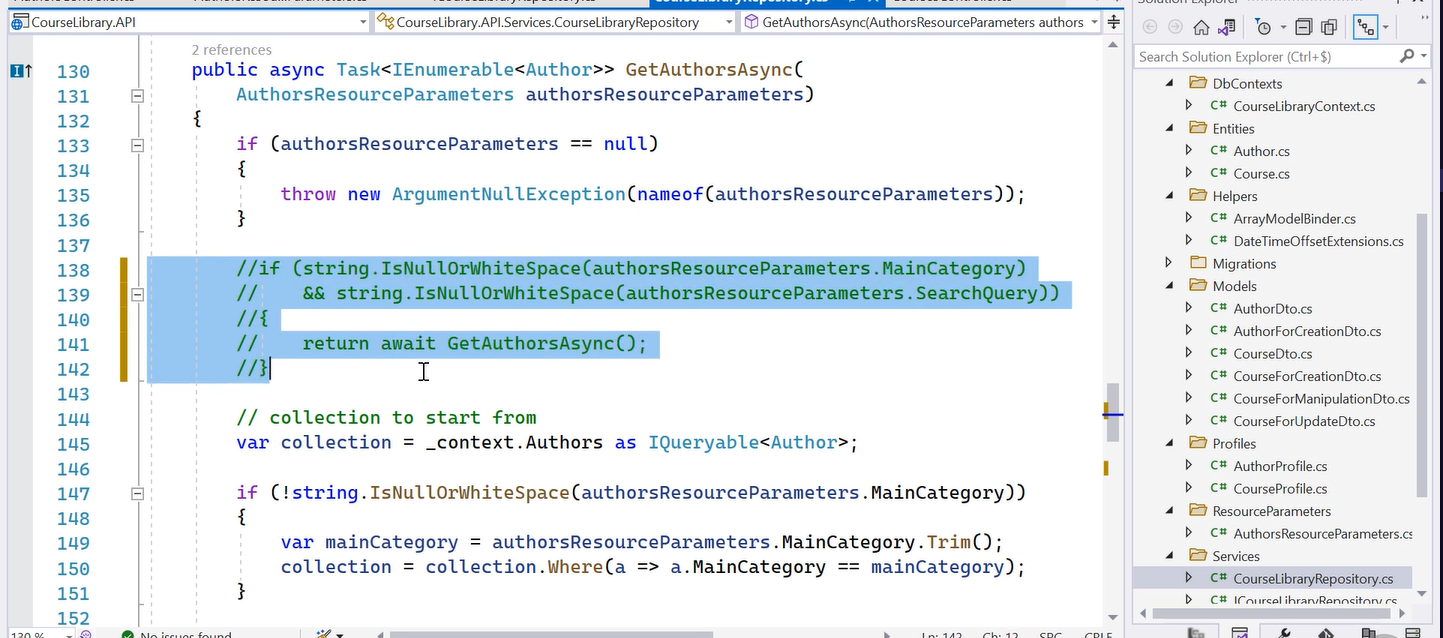 CourseLibrary.API
CourseLibrary.API.Services.CourseLibraryRepository
GetAuthorsAsync(AuthorsResourceParameters authors
2 references
130 public async Task<IEnumerable<Author>> GetAuthorsAsync(
131 AuthorsResourceParameters authorsResourceParameters)
132 {
133 if (authorsResourceParameters == null)
134 {
135 throw new ArgumentNullException(nameof(authorsResourceParameters));
136 }
137
138 //if (string.IsNullOrWhiteSpace(authorsResourceParameters.MainCategory)
139 // && string.IsNullOrWhiteSpace(authorsResourceParameters.SearchQuery))
140 //{
141 // return await GetAuthorsAsync();
142 //}
143
144 // collection to start from
145 var collection = _context.Authors as IQueryable<Author>;
146
147 if (!string.IsNullOrWhiteSpace(authorsResourceParameters.MainCategory))
148 {
149 var mainCategory = authorsResourceParameters.MainCategory.Trim();
150 collection = collection.Where(a => a.MainCategory == mainCategory);
151 }
152
130 %
No issues found
Ln: 142 Ch: 12 SPC CRLF
Solution Explorer
Search Solution Explorer (Ctrl+$)
DbContexts
C# CourseLibraryContext.cs
Entities
C# Author.cs
C# Course.cs
Helpers
C# ArrayModelBinder.cs
C# DateTimeOffsetExtensions.cs
Migrations
Models
C# AuthorDto.cs
C# AuthorForCreationDto.cs
C# CourseDto.cs
C# CourseForCreationDto.cs
C# CourseForManipulationDto.cs
C# CourseForUpdateDto.cs
Profiles
C# AuthorProfile.cs
C# CourseProfile.cs
ResourceParameters
C# AuthorsResourceParameters.cs
Services
C# CourseLibraryRepository.cs
C# ICourseLibraryRepository.cs